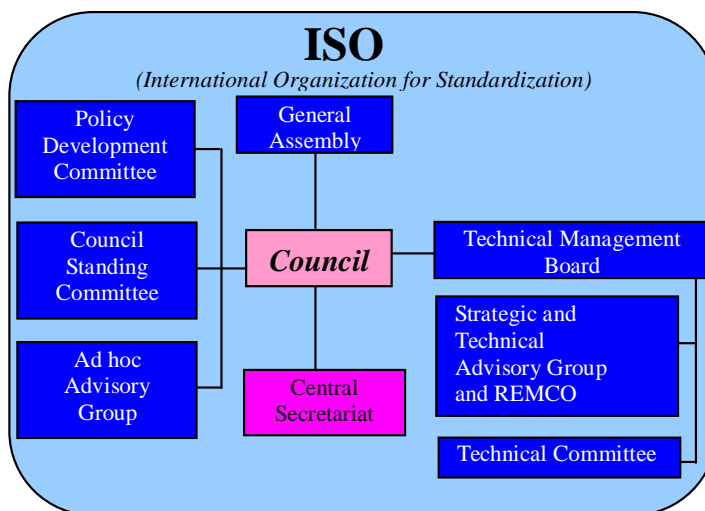 ISO
(International Organization for Standardization)
Policy
Development
Committee
General
Assembly
Council
Standing
Committee
Council
Technical Management
Board
Ad hoc
Advisory
Group
Central
Secretariat
Strategic and
Technical
Advisory Group
and REMCO
Technical Committee